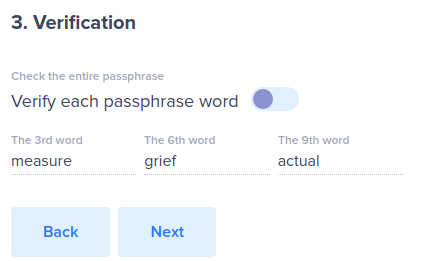 3. Verification
Check the entire passphrase
Verify each passphrase word
The 3rd word The 6th word The 9th word
measure grief actual
Back Next